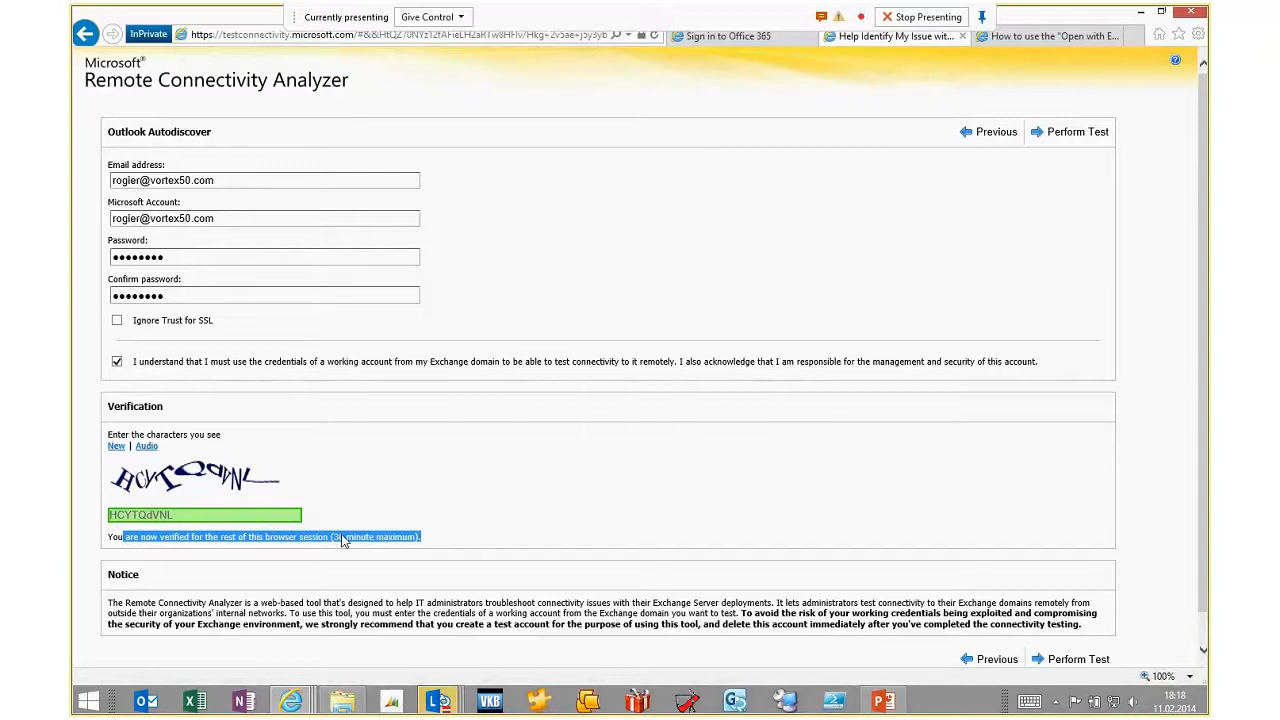 Currently presenting
Give Control
Stop Presenting
InPrivate
Sign in to Office 365
Help Identify My Issue wit...
How to use the "Open with E...
Microsoft®
Remote Connectivity Analyzer
Outlook Autodiscover
Previous
Perform Test
Email address:
rogier@vortex50.com
Microsoft Account:
rogier@vortex50.com
Password:
••••••••
Confirm password:
••••••••
Ignore Trust for SSL
I understand that I must use the credentials of a working account from my Exchange domain to be able to test connectivity to it remotely. I also acknowledge that I am responsible for the management and security of this account.
Verification
Enter the characters you see
New | Audio
HCYTQdVNL
HCYTQdVNL
You are now verified for the rest of this browser session (30 minute maximum).
Notice
The Remote Connectivity Analyzer is a web-based tool that's designed to help IT administrators troubleshoot connectivity issues with their Exchange Server deployments. It lets administrators test connectivity to their Exchange domains remotely from
outside their organizations' internal networks. To use this tool, you must enter the credentials of a working account from the Exchange domain you want to test. To avoid the risk of your working credentials being exploited and compromising
the security of your Exchange environment, we strongly recommend that you create a test account for the purpose of using this tool, and delete this account immediately after you've completed the connectivity testing.
Previous
Perform Test
100%
VKB
18:18
11.02.2014